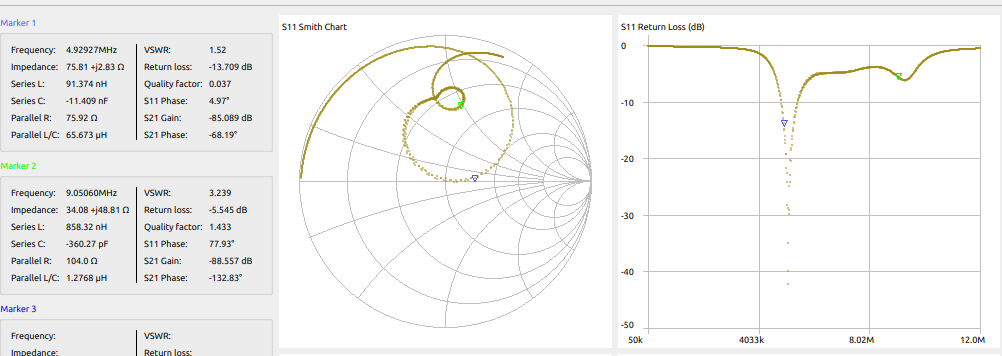 Marker 1
Frequency: 4.92927MHz VSWR: 1.52
Impedance: 75.81 +j2.83 Ω Return loss: -13.709 dB
Series L: 91.374 nH Quality factor: 0.037
Series C: -11.409 nF S11 Phase: 4.97°
Parallel R: 75.92 Ω S21 Gain: -85.089 dB
Parallel L/C: 65.673 µH S21 Phase: -68.19°
Marker 2
Frequency: 9.05060MHz VSWR: 3.239
Impedance: 34.08 +j48.81 Ω Return loss: -5.545 dB
Series L: 858.32 nH Quality factor: 1.433
Series C: -360.27 pF S11 Phase: 77.93°
Parallel R: 104.0 Ω S21 Gain: -88.557 dB
Parallel L/C: 1.2768 µH S21 Phase: -132.83°
Marker 3
Frequency: VSWR:
Impedance: Return loss:
S11 Smith Chart
S11 Return Loss (dB)
0
-10
-20
-30
-40
-50
50k 4033k 8.02M 12.0M